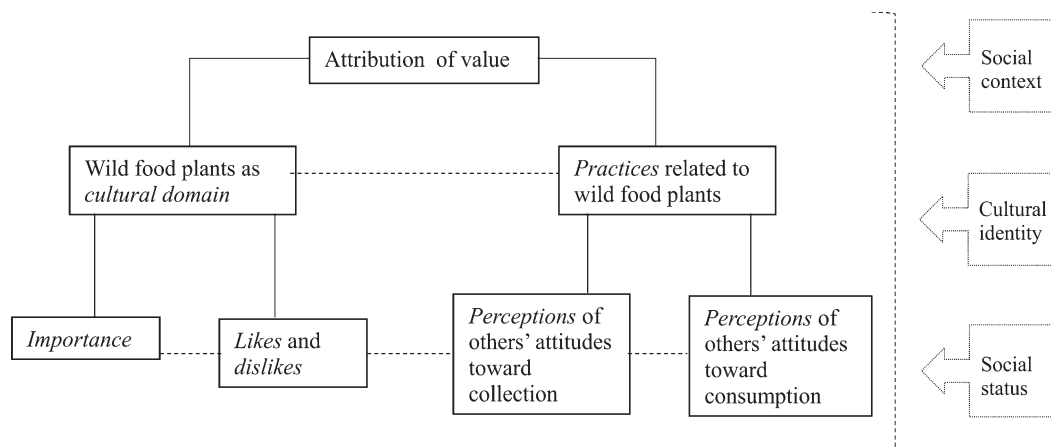 Attribution of value
Wild food plants as
cultural domain
Practices related to
wild food plants
Importance
Likes and
dislikes
Perceptions of
others' attitudes
toward
collection
Perceptions of
others' attitudes
toward
consumption
Social
context
Cultural
identity
Social
status